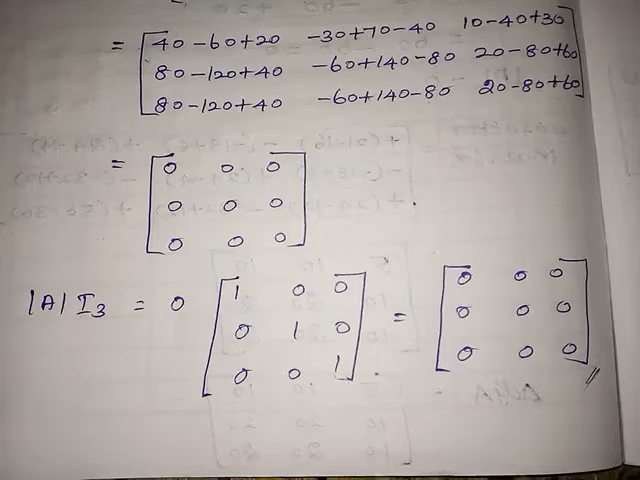 = [ 40-60+20 -30+70-40 10-40+30
80-120+40 -60+140-80 20-80+60
80-120+40 -60+140-80 20-80+60 ]
= [ 0 0 0
0 0 0
0 0 0 ] .
|A| I₃ = 0 [ 1 0 0
0 1 0
0 0 1 ] . = [ 0 0 0
0 0 0
0 0 0 ] //